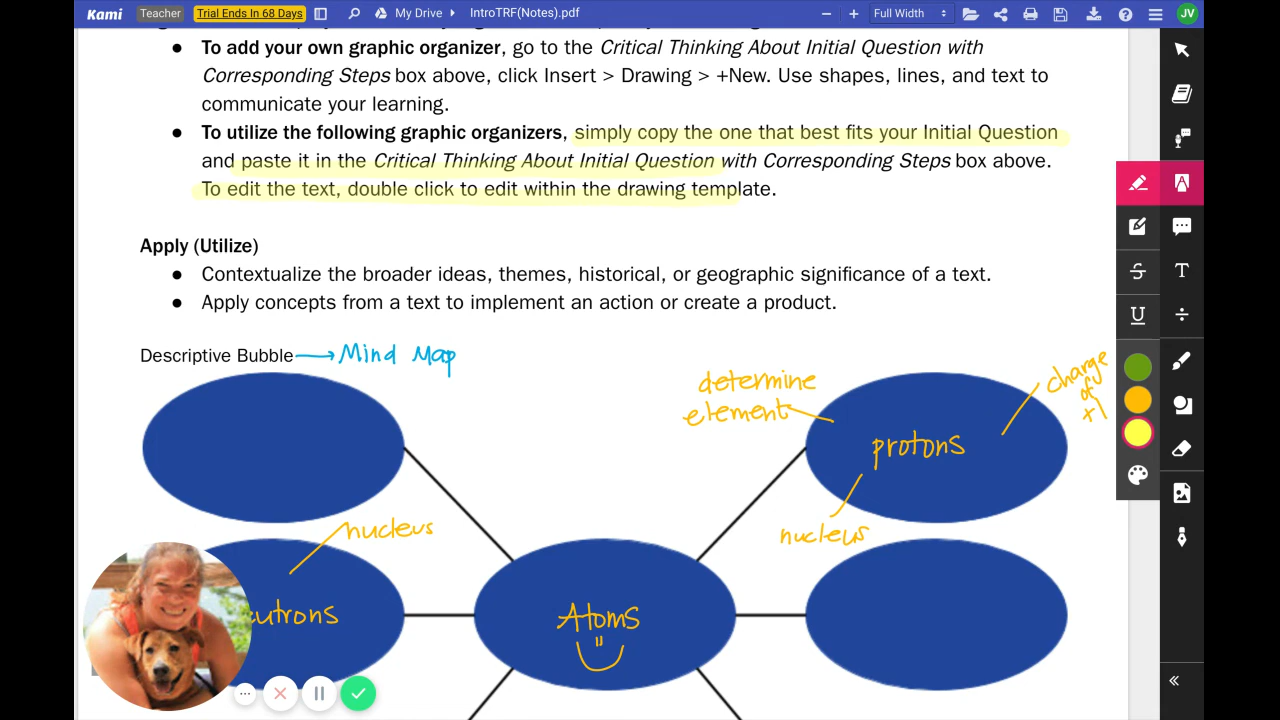 Kami Teacher Trial Ends In 68 Days My Drive IntroTRF(Notes).pdf Full Width JV
● To add your own graphic organizer, go to the Critical Thinking About Initial Question with
Corresponding Steps box above, click Insert > Drawing > +New. Use shapes, lines, and text to
communicate your learning.
● To utilize the following graphic organizers, simply copy the one that best fits your Initial Question
and paste it in the Critical Thinking About Initial Question with Corresponding Steps box above.
To edit the text, double click to edit within the drawing template.
Apply (Utilize)
● Contextualize the broader ideas, themes, historical, or geographic significance of a text.
● Apply concepts from a text to implement an action or create a product.
Descriptive Bubble → Mind Map
determine
element
charge
of
+1
protons
nucleus
nucleus
eutrons
Atoms